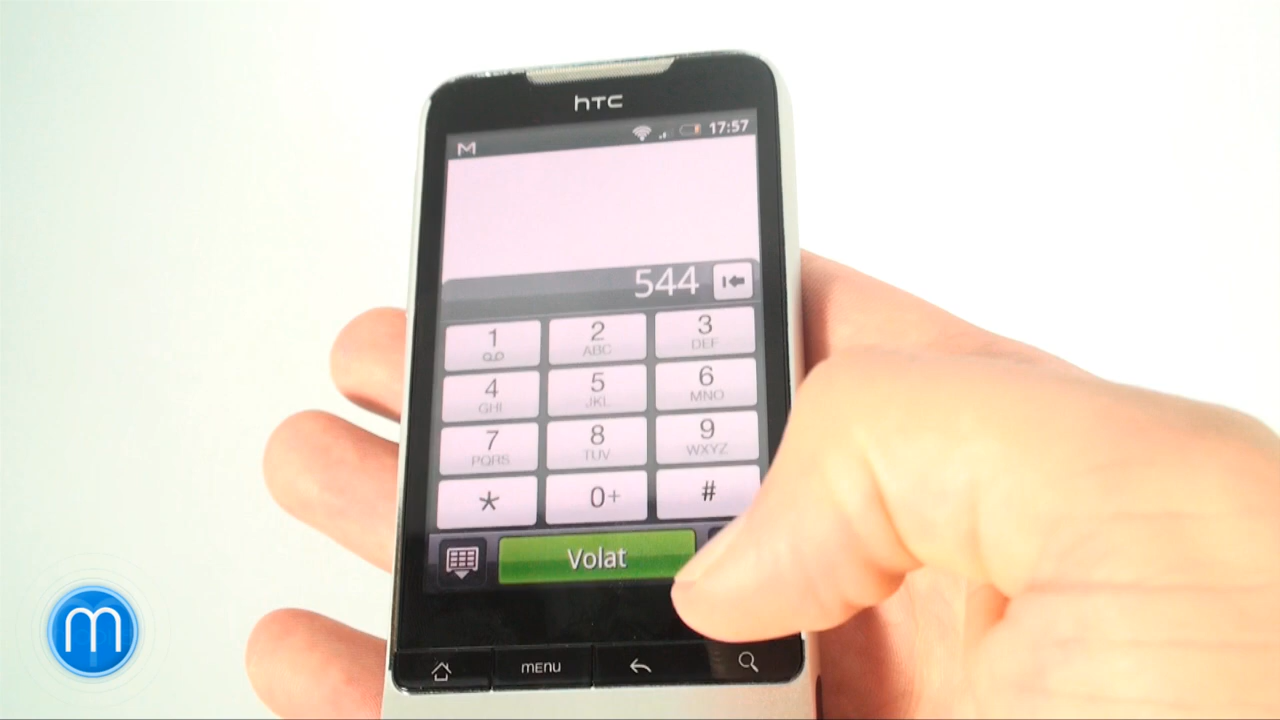 hTC
17:57
544
1
2 ABC
3 DEF
4 GHI
5 JKL
6 MNO
7 PQRS
8 TUV
9 WXYZ
*
0+
#
Volat
MENU
m